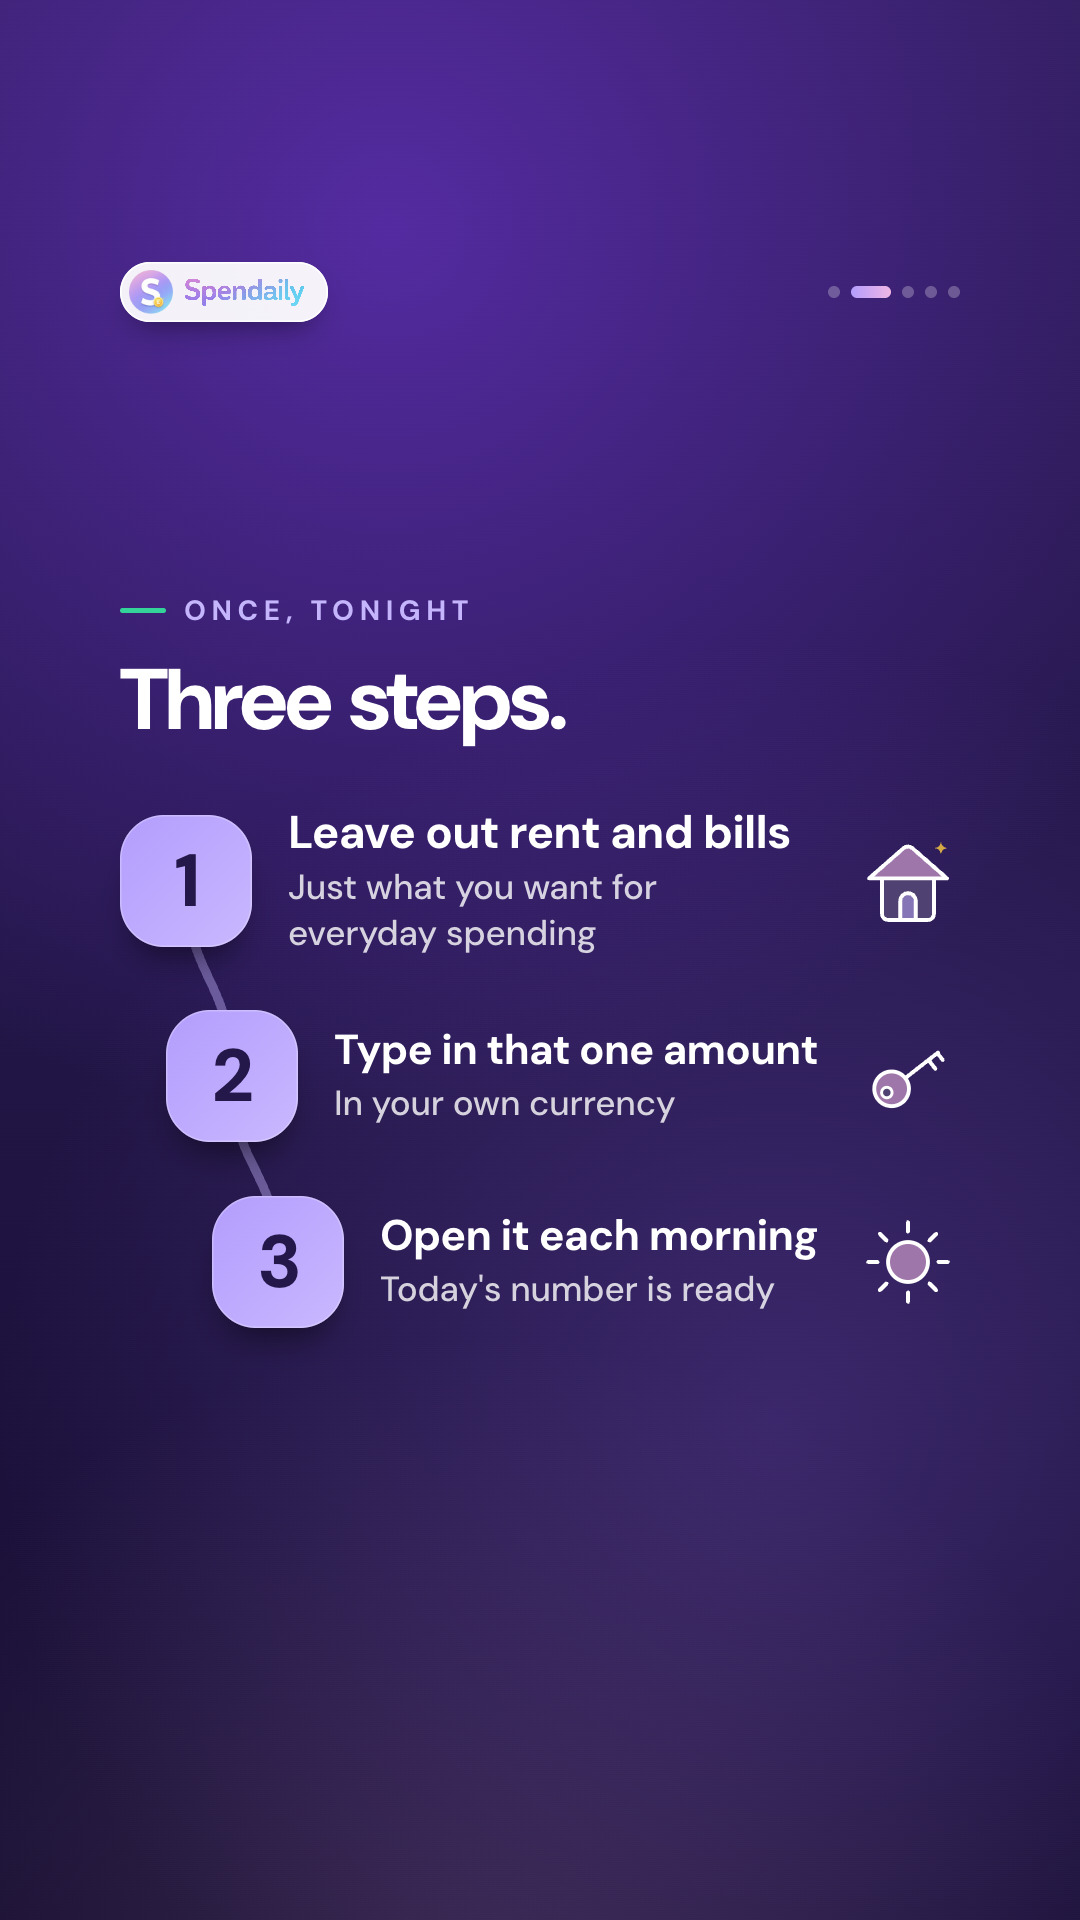 Spendaily
ONCE, TONIGHT
Three steps.
1
Leave out rent and bills
Just what you want for
everyday spending
2
Type in that one amount
In your own currency
3
Open it each morning
Today's number is ready